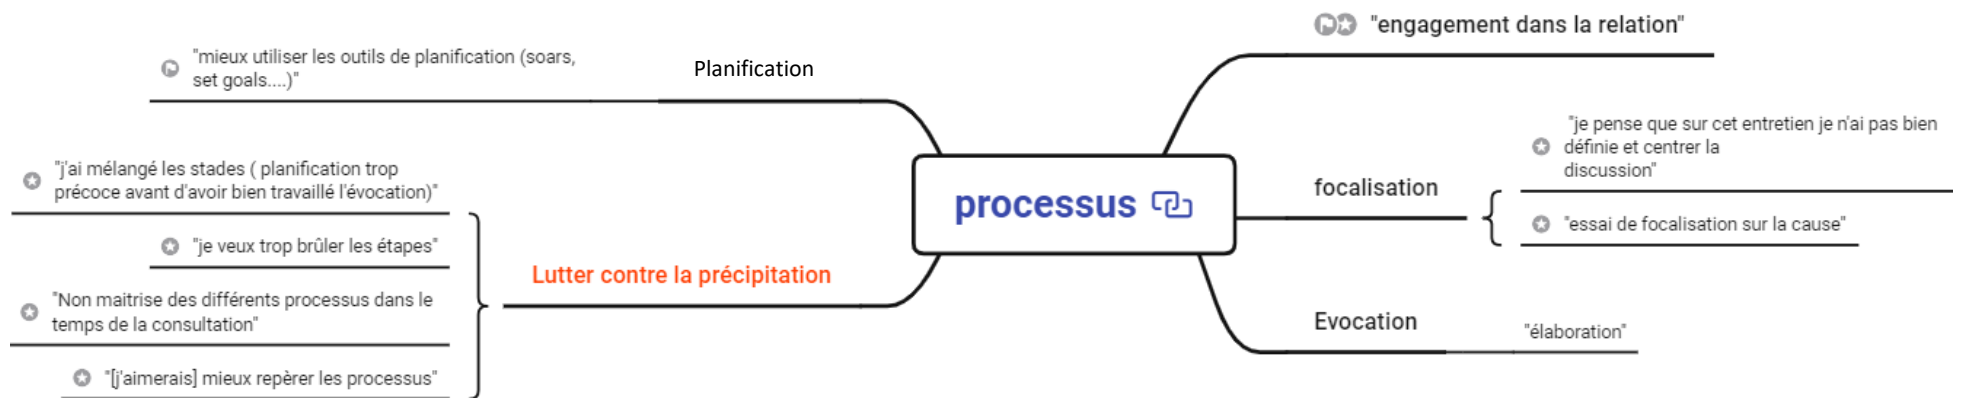 processus
"engagement dans la relation"
focalisation
"je pense que sur cet entretien je n'ai pas bien
définie et centrer la
discussion"
"essai de focalisation sur la cause"
Evocation
"élaboration"
Planification
"mieux utiliser les outils de planification (soars,
set goals....)"
Lutter contre la précipitation
"j'ai mélangé les stades ( planification trop
précoce avant d'avoir bien travaillé l'évocation)"
"je veux trop brûler les étapes"
"Non maitrise des différents processus dans le
temps de la consultation"
"[j'aimerais] mieux repèrer les processus"